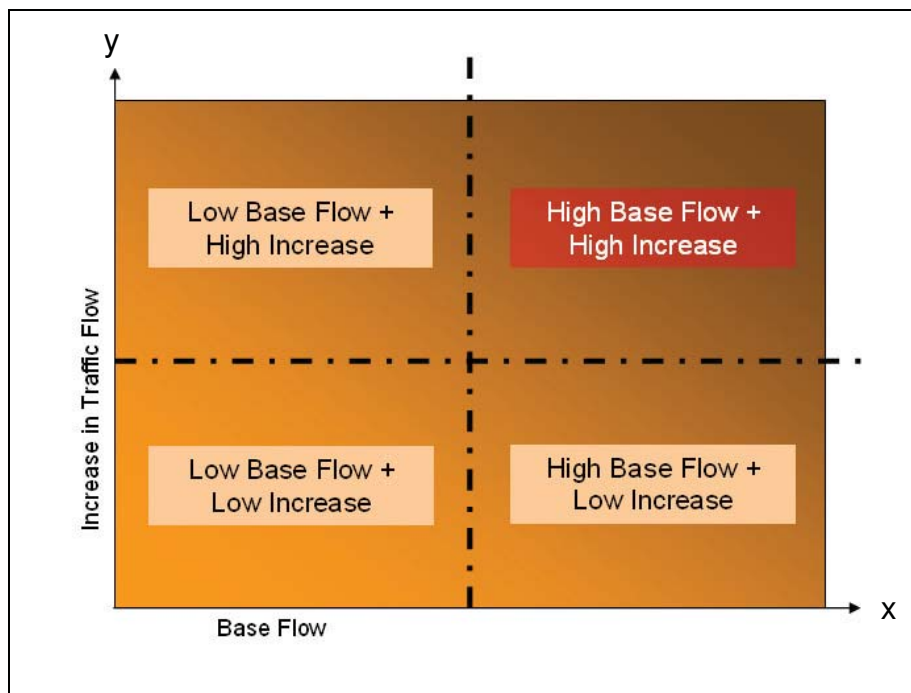 y
Low Base Flow +
High Increase
High Base Flow +
High Increase
Increase in Traffic Flow
Low Base Flow +
Low Increase
High Base Flow +
Low Increase
x
Base Flow